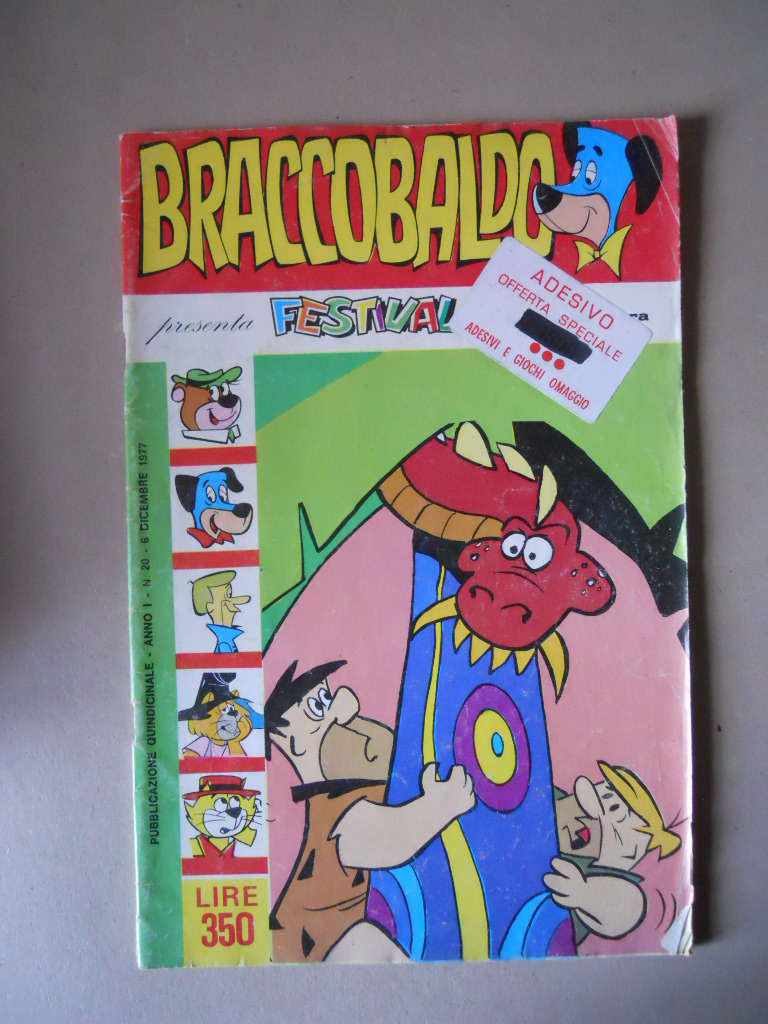 BRACCOBALDO
presenta FESTIVAL
ADESIVO
OFFERTA SPECIALE
ADESIVI E GIOCHI OMAGGIO
PUBBLICAZIONE QUINDICINALE - ANNO I - N. 20 - 6 DICEMBRE 1977
LIRE
350